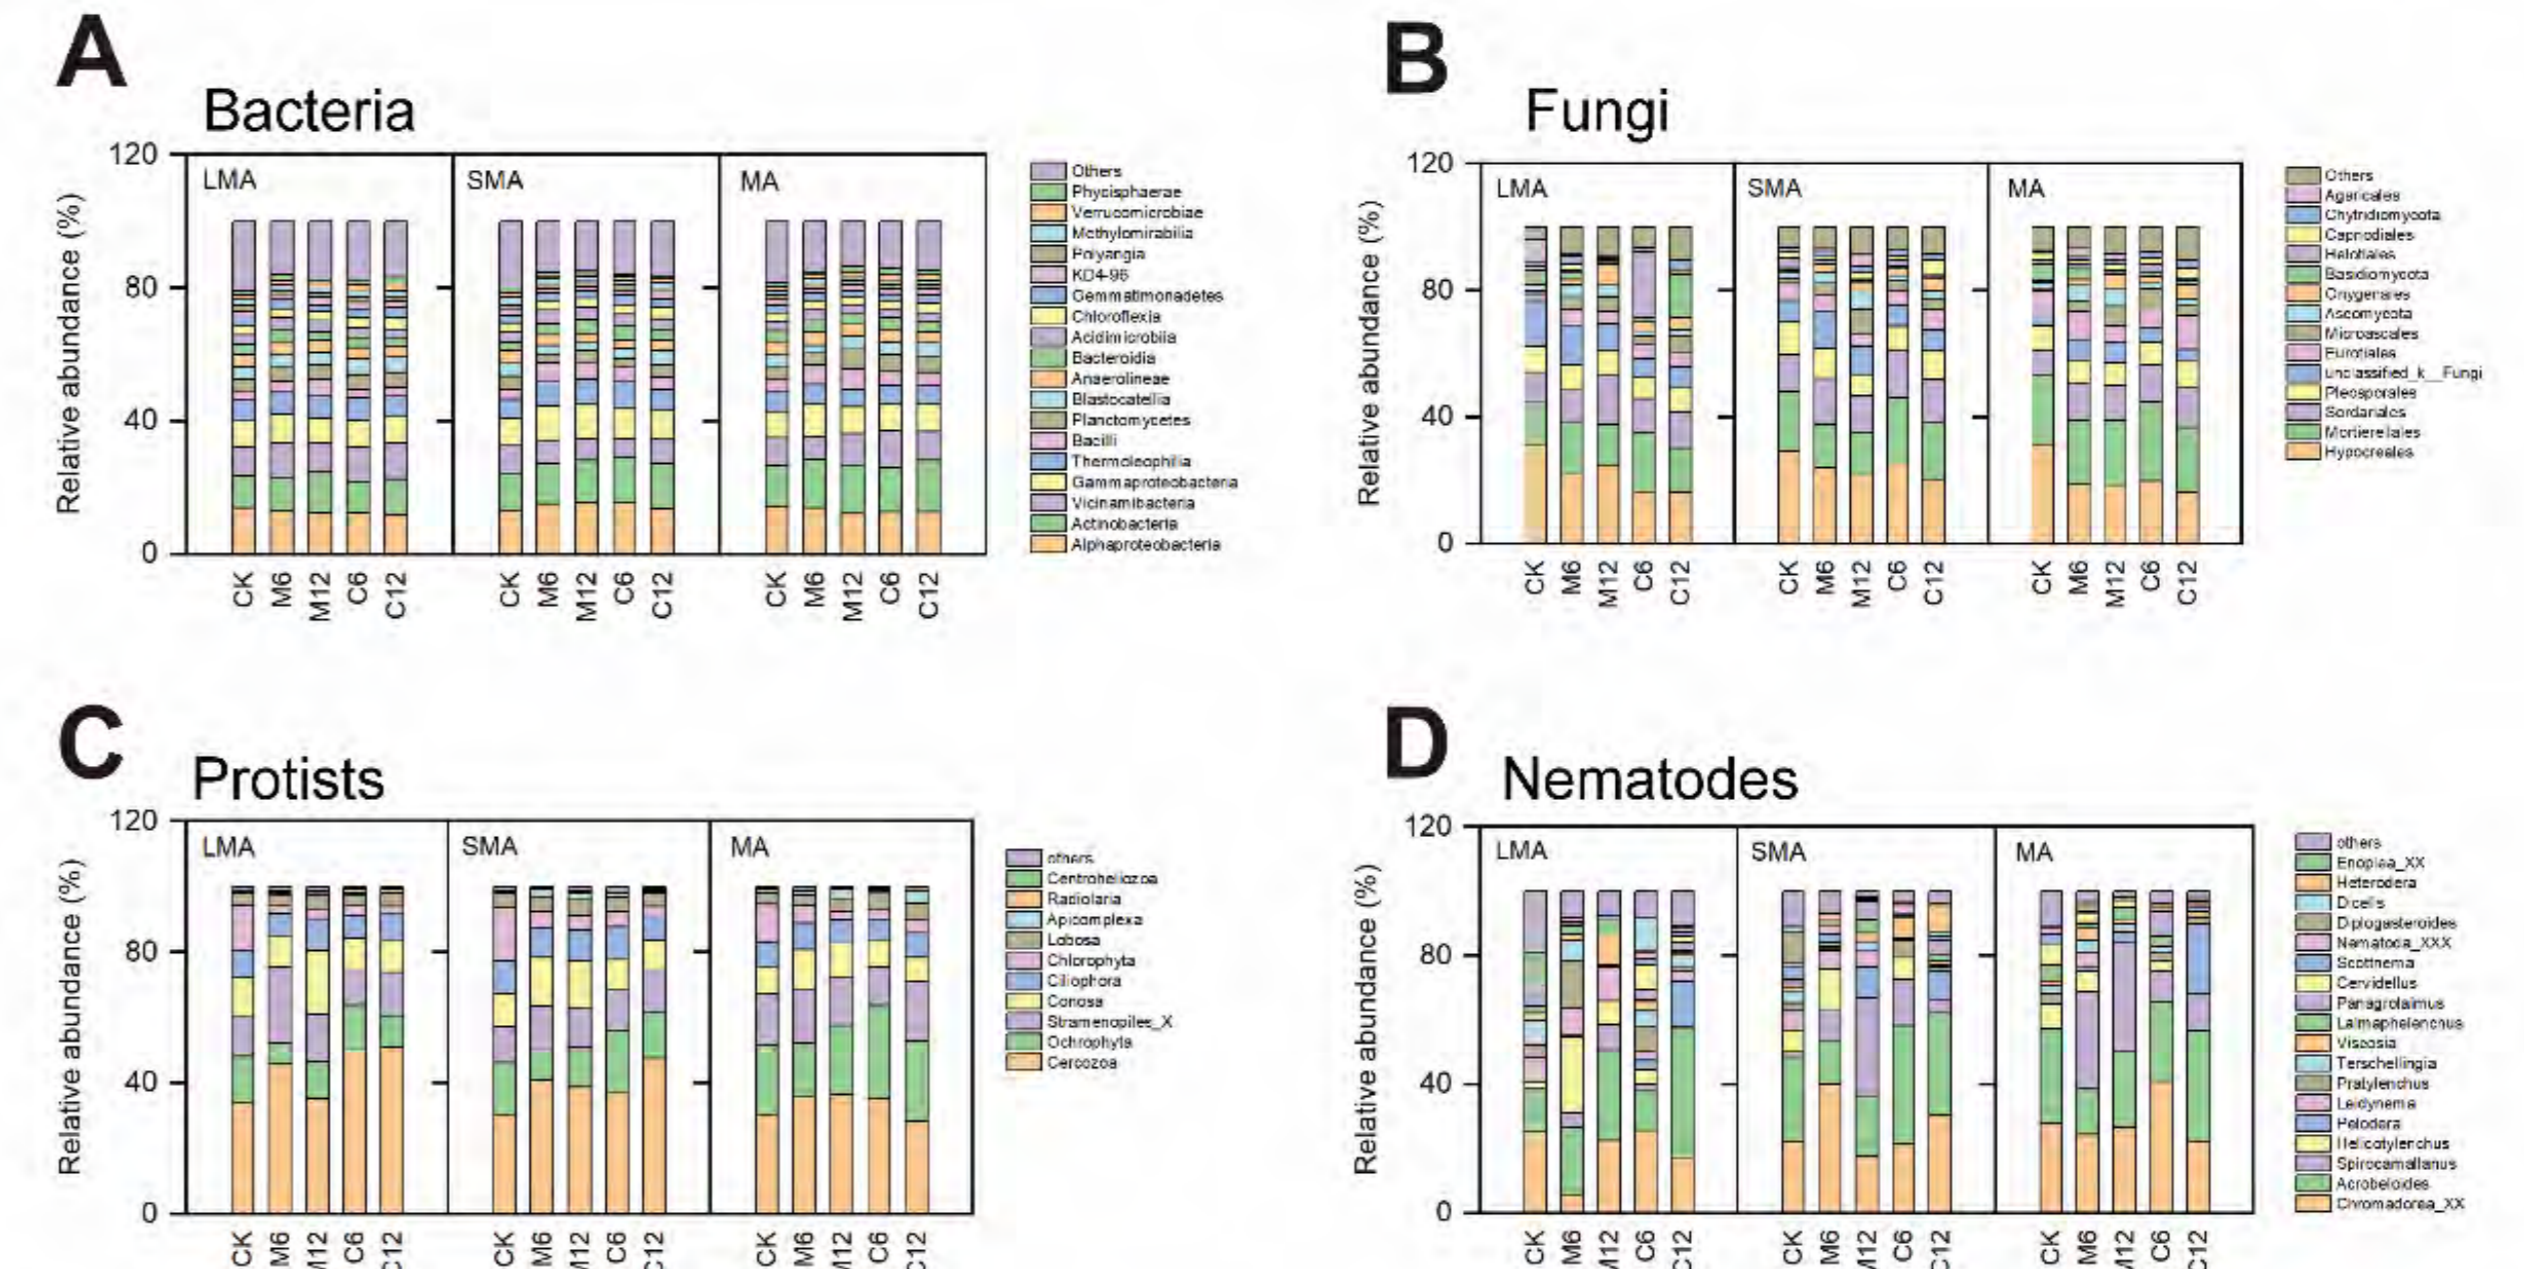 A
Bacteria
120
80
40
0
Relative abundance (%)
LMA
SMA
MA
CK M6 M12 C6 C12
CK M6 M12 C6 C12
CK M6 M12 C6 C12
Others
Phycisphaerae
Verrucomicrobiae
Methylomirabilia
Polyangia
KD4-96
Gemmatimonadetes
Chloroflexia
Acidimicrobiia
Bacteroidia
Anaerolineae
Blastocatellia
Planctomycetes
Bacilli
Thermoleophilia
Gammaproteobacteria
Vicinamibacteria
Actinobacteria
Alphaproteobacteria
B
Fungi
120
80
40
0
Relative abundance (%)
LMA
SMA
MA
CK M6 M12 C6 C12
CK M6 M12 C6 C12
CK M6 M12 C6 C12
Others
Agaricales
Chytridiomycota
Capnodiales
Helotiales
Basidiomycota
Onygenales
Ascomycota
Microascales
Eurotiales
unclassified_k__Fungi
Pleosporales
Sordariales
Mortierellales
Hypocreales
C
Protists
120
80
40
0
Relative abundance (%)
LMA
SMA
MA
CK M6 M12 C6 C12
CK M6 M12 C6 C12
CK M6 M12 C6 C12
others
Centroheliozoa
Radiolaria
Apicomplexa
Lobosa
Chlorophyta
Ciliophora
Conosa
Stramenopiles_X
Ochrophyta
Cercozoa
D
Nematodes
120
80
40
0
Relative abundance (%)
LMA
SMA
MA
CK M6 M12 C6 C12
CK M6 M12 C6 C12
CK M6 M12 C6 C12
others
Enoplea_XX
Heterodera
Diplogasteroides
Nematoda_XXX
Scottnema
Cervidellus
Panagrolaimus
Laimaphelenchus
Viscosia
Terschellingia
Pratylenchus
Leidynema
Pelodera
Helicotylenchus
Spirocamallanus
Acrobeloides
Chromadorea_XX